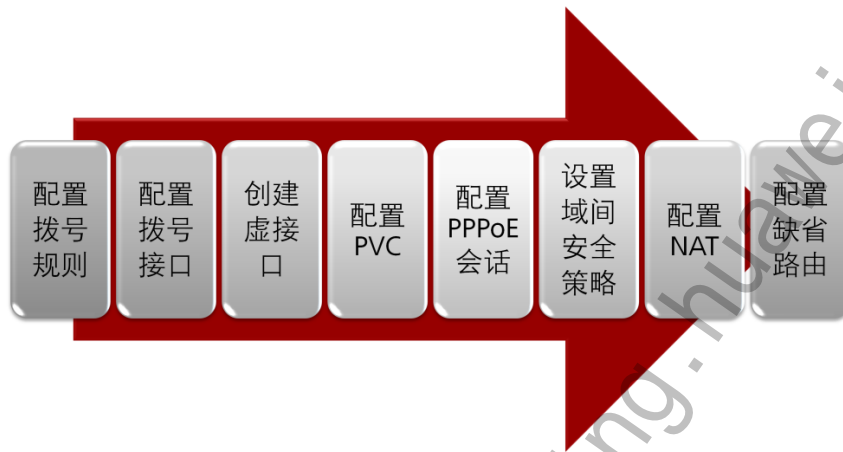 配置
拨号
规则
配置
拨号
接口
创建
虚接
口
配置
PVC
配置
PPPoE
会话
设置
域间
安全
策略
配置
NAT
配置
缺省
路由
ng.huawei.